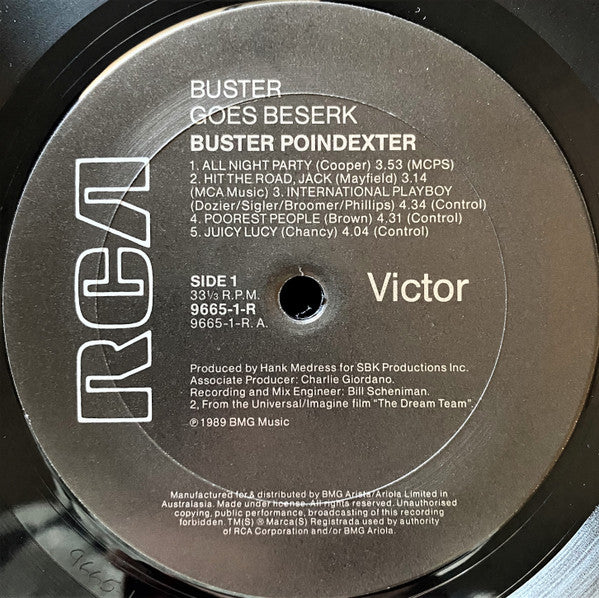 BUSTER
GOES BESERK
BUSTER POINDEXTER
1. ALL NIGHT PARTY (Cooper) 3.53 (MCPS)
2. HIT THE ROAD, JACK (Mayfield) 3.14
(MCA Music) 3. INTERNATIONAL PLAYBOY
(Dozier/Sigler/Broomer/Phillips) 4.34 (Control)
4. POOREST PEOPLE (Brown) 4.31 (Control)
5. JUICY LUCY (Chancy) 4.04 (Control)
RCA
SIDE 1
33⅓ R.P.M.
9665-1-R
9665-1-R. A.
Victor
Produced by Hank Medress for SBK Productions Inc.
Associate Producer: Charlie Giordano.
Recording and Mix Engineer: Bill Scheniman.
2, From the Universal/Imagine film "The Dream Team".
℗ 1989 BMG Music
Manufactured for & distributed by BMG Arista/Ariola Limited in
Australasia. Made under license. All rights reserved. Unauthorised
copying, public performance, broadcasting of this recording
forbidden. TM(S) ® Marca(S) Registrada used by authority
of RCA Corporation and/or BMG Ariola.
9665